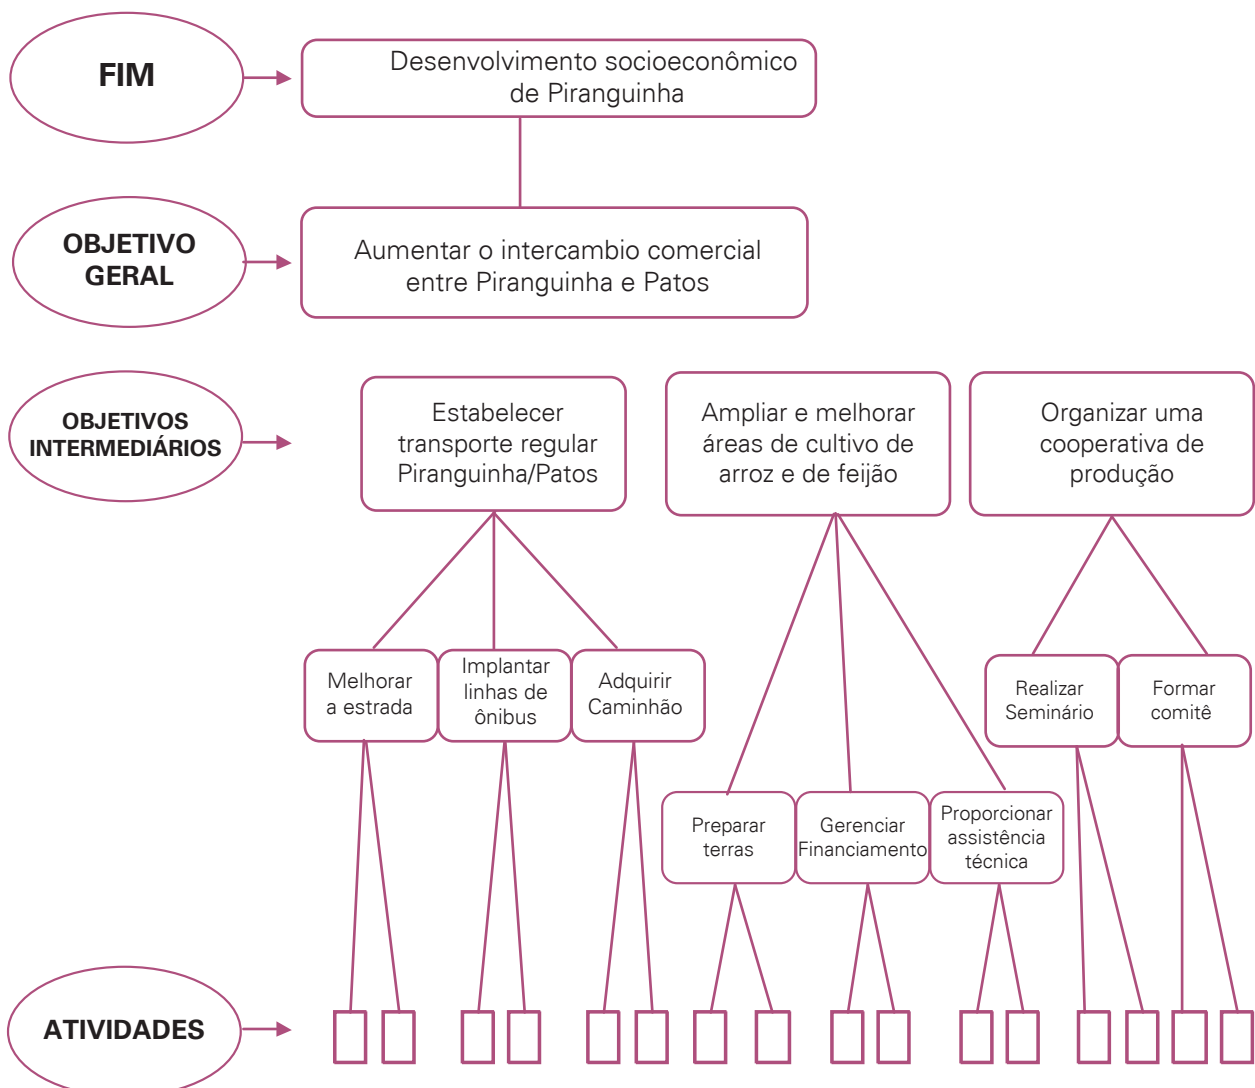 FIM
Desenvolvimento socioeconômico
de Piranguinha
OBJETIVO
GERAL
Aumentar o intercambio comercial
entre Piranguinha e Patos
OBJETIVOS
INTERMEDIÁRIOS
Estabelecer
transporte regular
Piranguinha/Patos
Ampliar e melhorar
áreas de cultivo de
arroz e de feijão
Organizar uma
cooperativa de
produção
Melhorar
a estrada
Implantar
linhas de
ônibus
Adquirir
Caminhão
Realizar
Seminário
Formar
comitê
Preparar
terras
Gerenciar
Financiamento
Proporcionar
assistência
técnica
ATIVIDADES